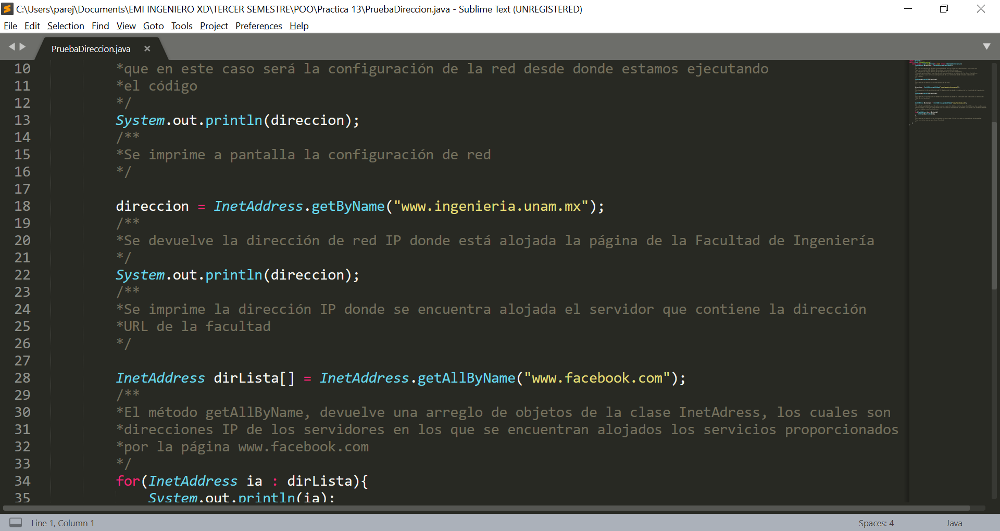 C:\Users\parej\Documents\EMI INGENIERO XD\TERCER SEMESTRE\POO\Practica 13\PruebaDireccion.java - Sublime Text (UNREGISTERED)
File Edit Selection Find View Goto Tools Project Preferences Help
PruebaDireccion.java ×
10 *que en este caso será la configuración de la red desde donde estamos ejecutando
11 *el código
12 */
13 System.out.println(direccion);
14 /**
15 *Se imprime a pantalla la configuración de red
16 */
17
18 direccion = InetAddress.getByName("www.ingenieria.unam.mx");
19 /**
20 *Se devuelve la dirección de red IP donde está alojada la página de la Facultad de Ingeniería
21 */
22 System.out.println(direccion);
23 /**
24 *Se imprime la dirección IP donde se encuentra alojada el servidor que contiene la dirección
25 *URL de la facultad
26 */
27
28 InetAddress dirLista[] = InetAddress.getAllByName("www.facebook.com");
29 /**
30 *El método getAllByName, devuelve una arreglo de objetos de la clase InetAdress, los cuales son
31 *direcciones IP de los servidores en los que se encuentran alojados los servicios proporcionados
32 *por la página www.facebook.com
33 */
34 for(InetAddress ia : dirLista){
35 System.out.println(ia);
Line 1, Column 1
Spaces: 4
Java